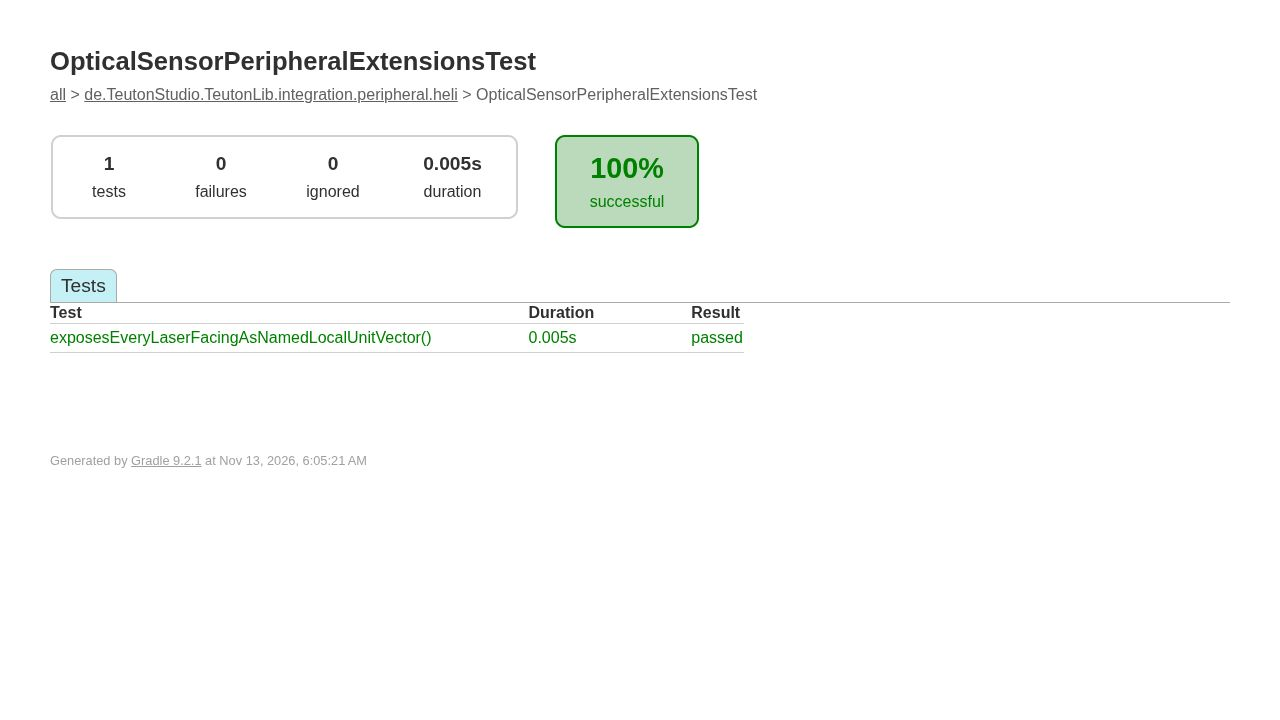 OpticalSensorPeripheralExtensionsTest
all > de.TeutonStudio.TeutonLib.integration.peripheral.heli > OpticalSensorPeripheralExtensionsTest
1 0 0 0.005s
tests failures ignored duration
100%
successful
Tests
Test Duration Result
exposesEveryLaserFacingAsNamedLocalUnitVector() 0.005s passed
Generated by Gradle 9.2.1 at Nov 13, 2026, 6:05:21 AM